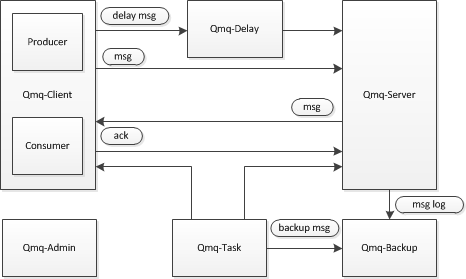 delay msg
Producer
Qmq-Delay
msg
Qmq-Client
Qmq-Server
msg
ack
Consumer
msg log
backup msg
Qmq-Admin
Qmq-Task
Qmq-Backup